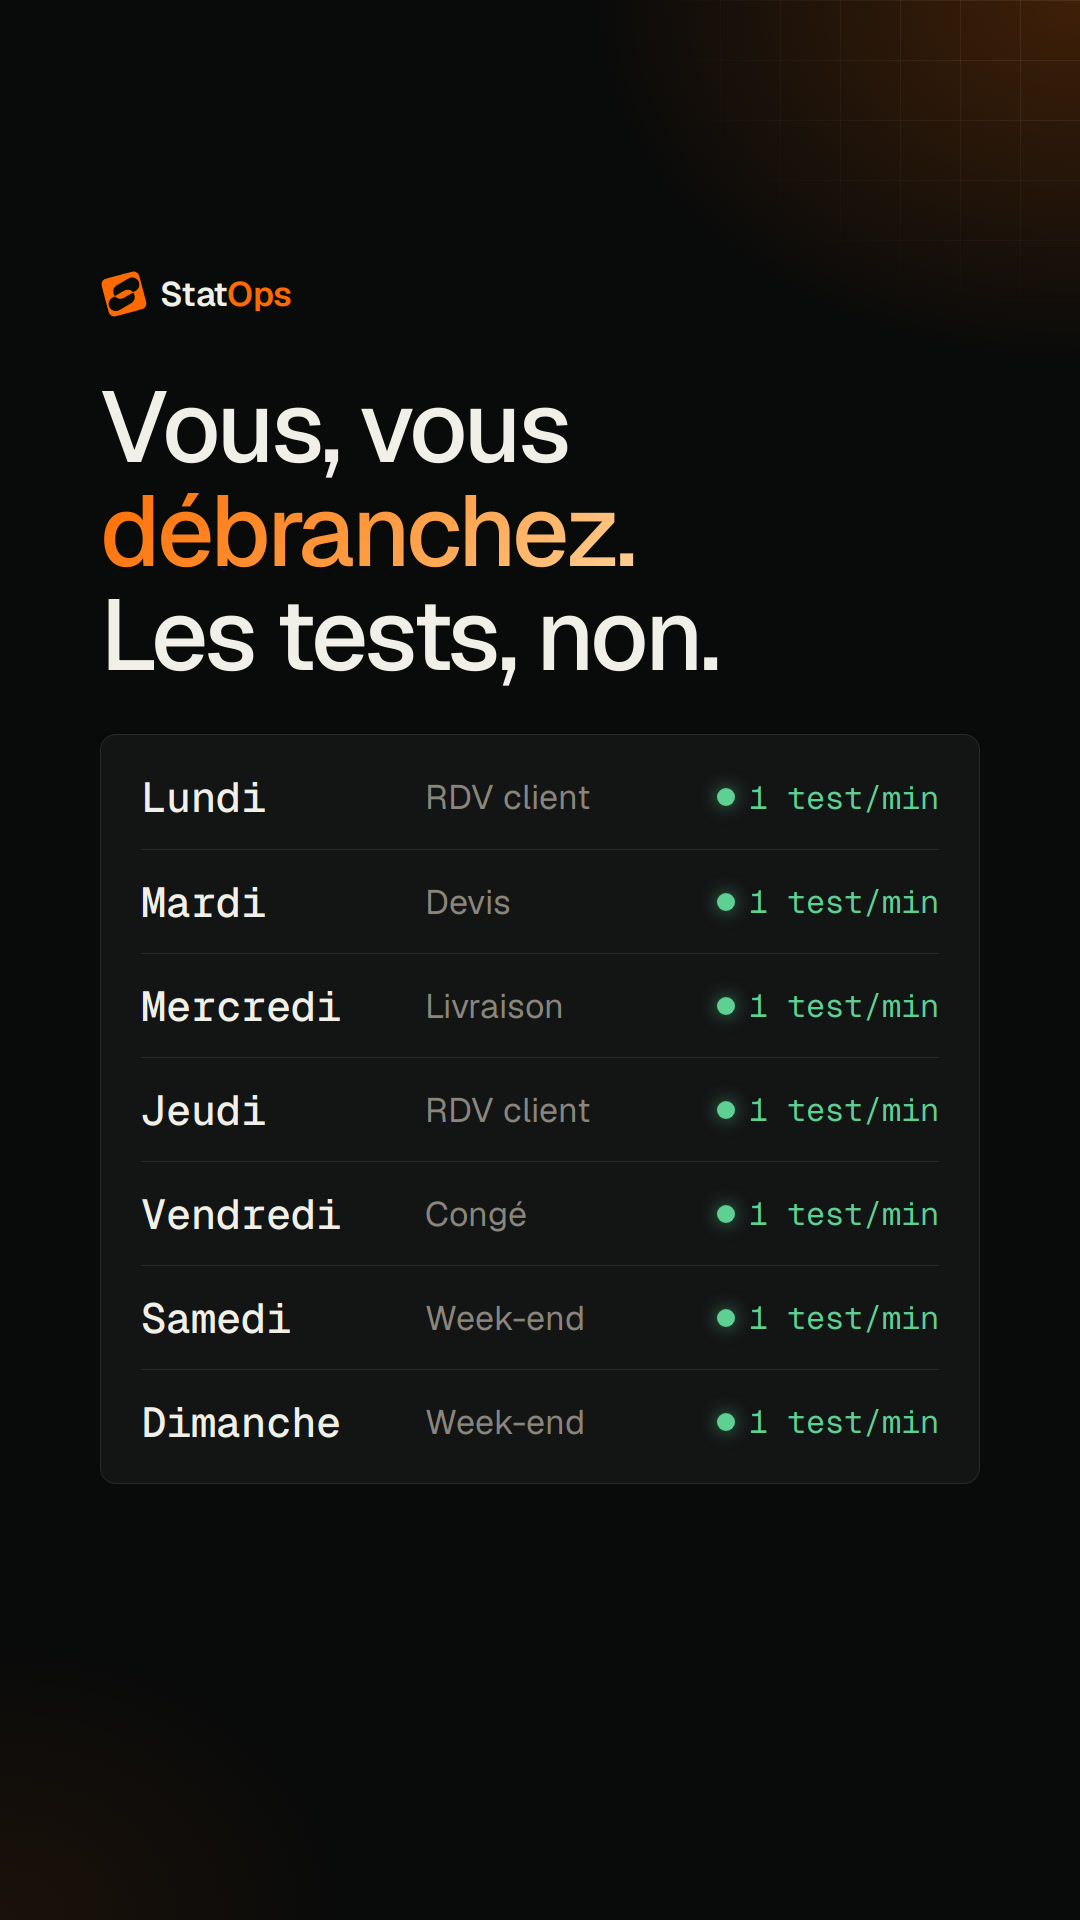 StatOps
Vous, vous
débranchez.
Les tests, non.
Lundi RDV client 1 test/min
Mardi Devis 1 test/min
Mercredi Livraison 1 test/min
Jeudi RDV client 1 test/min
Vendredi Congé 1 test/min
Samedi Week-end 1 test/min
Dimanche Week-end 1 test/min